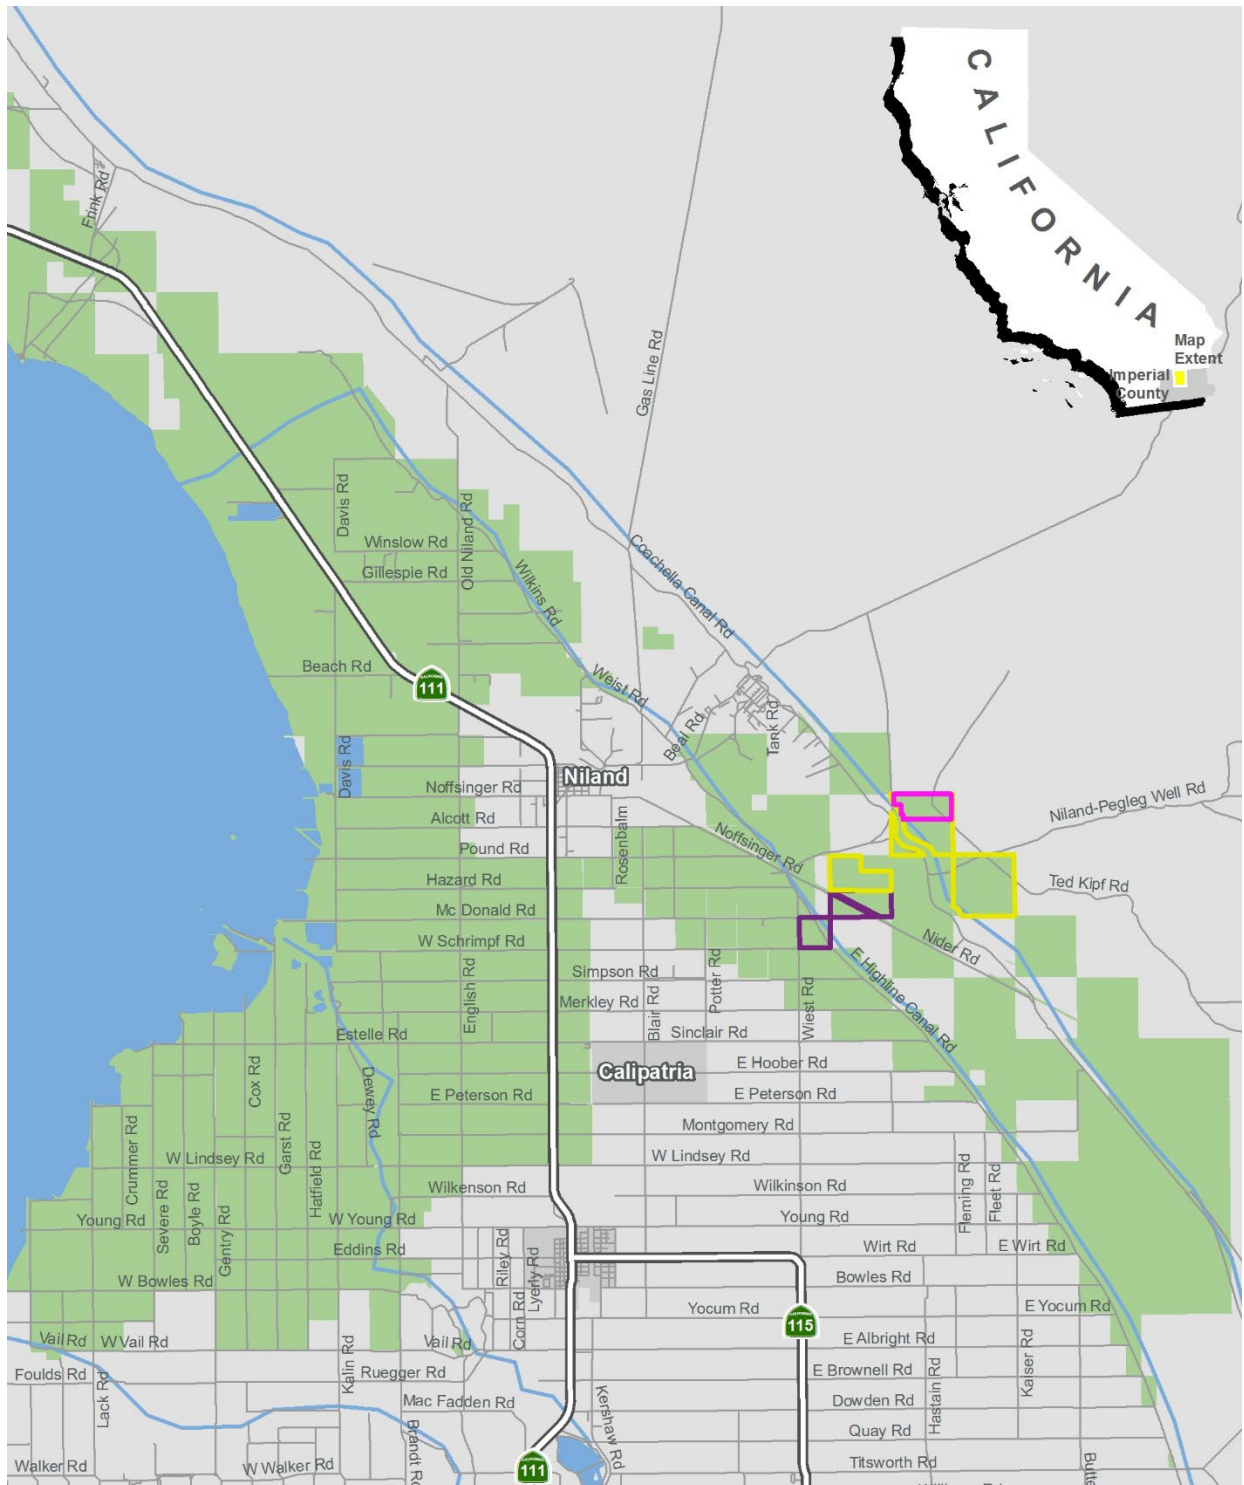 CALIFORNIA
Map
Extent
Imperial
County
Frink Rd
Gas Line Rd
Davis Rd
Old Niland Rd
Winslow Rd
Gillespie Rd
Wilkins Rd
Coachella Canal Rd
Beach Rd
CALIFORNIA
111
Weist Rd
Beal Rd
Tank Rd
Davis Rd
Niland
Noffsinger Rd
Niland-Pegleg Well Rd
Alcott Rd
Rosenbalm
Noffsinger Rd
Pound Rd
Hazard Rd
Ted Kipf Rd
Mc Donald Rd
W Schrimpf Rd
Nider Rd
English Rd
Simpson Rd
Potter Rd
Wiest Rd
E Highline Canal Rd
Merkley Rd
Blair Rd
Estelle Rd
Sinclair Rd
Cox Rd
Dewey Rd
Calipatria
E Hoober Rd
E Peterson Rd
E Peterson Rd
Crummer Rd
Garst Rd
Montgomery Rd
W Lindsey Rd
Hatfield Rd
W Lindsey Rd
Fleming Rd
Fleet Rd
Severe Rd
Boyle Rd
Gentry Rd
Wilkenson Rd
Wilkinson Rd
Young Rd
W Young Rd
Young Rd
Eddins Rd
Riley Rd
Lyerly Rd
Wirt Rd
E Wirt Rd
W Bowles Rd
Bowles Rd
Corn Rd
Yocum Rd
E Yocum Rd
CALIFORNIA
115
Vail Rd
W Vail Rd
Vail Rd
E Albright Rd
Kalin Rd
Kaiser Rd
Foulds Rd
Ruegger Rd
E Brownell Rd
Hastain Rd
Lack Rd
Mac Fadden Rd
Kershaw Rd
Dowden Rd
Brandt Rd
Quay Rd
CALIFORNIA
111
Walker Rd
W Walker Rd
Titsworth Rd
Butte